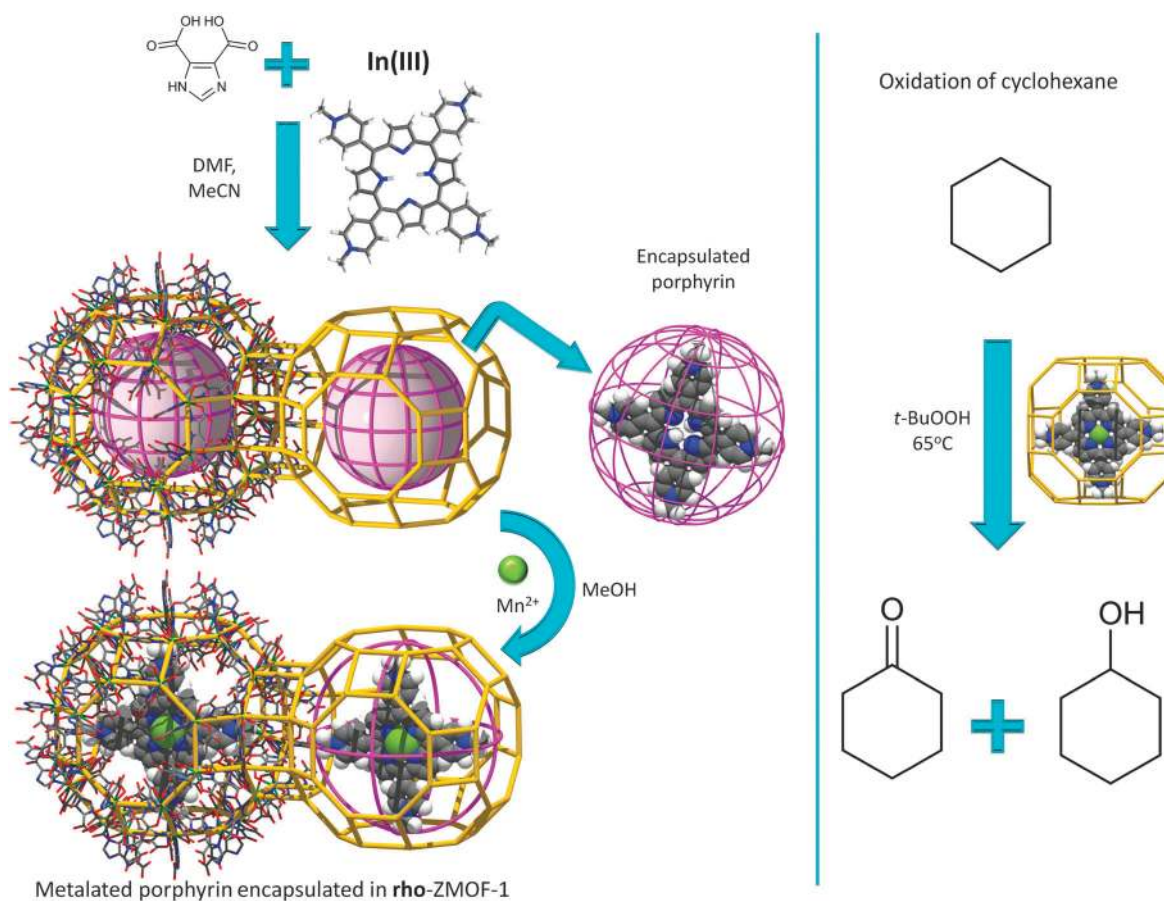 OH HO
O O
HN N
In(III)
DMF,
MeCN
Encapsulated
porphyrin
Mn²⁺
MeOH
Metalated porphyrin encapsulated in rho-ZMOF-1
Oxidation of cyclohexane
t-BuOOH
65°C
O
OH